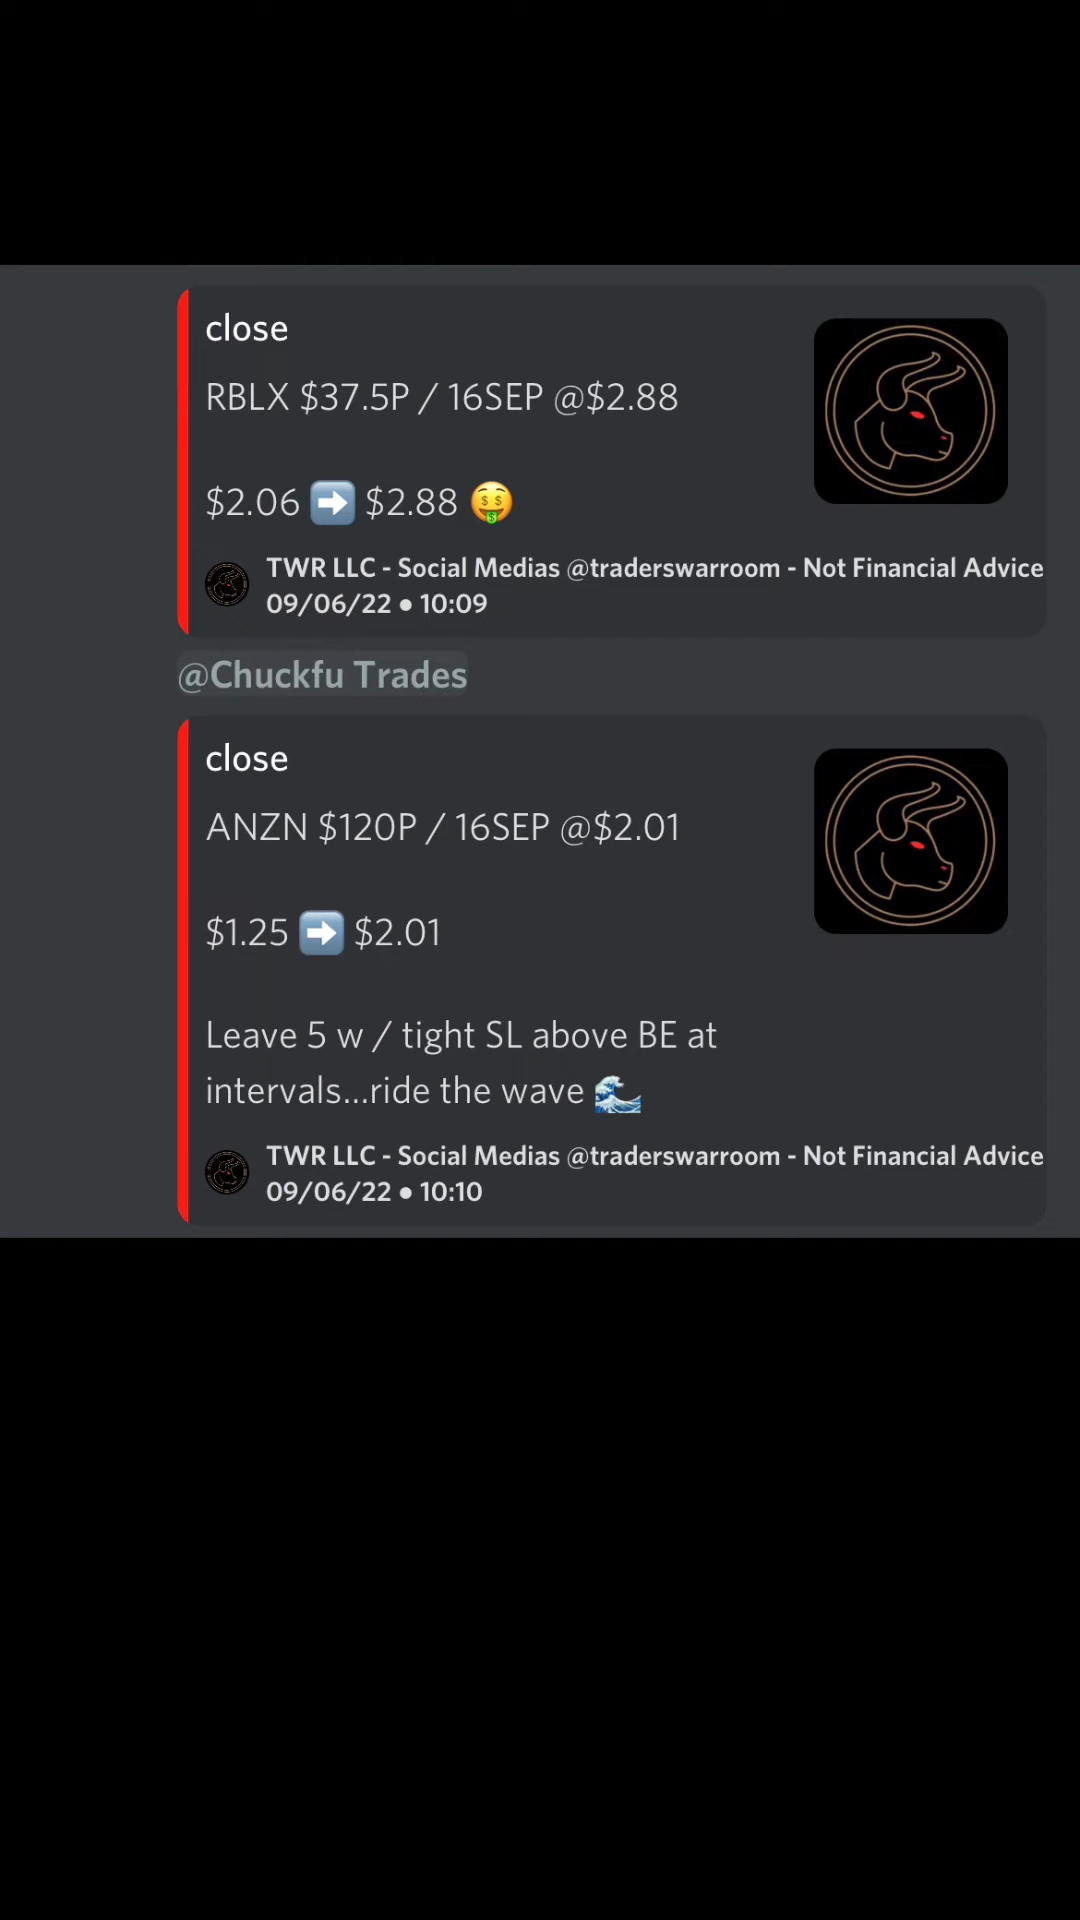 close
RBLX $37.5P / 16SEP @$2.88
$2.06 ➡️ $2.88 🤑
TWR LLC - Social Medias @traderswarroom - Not Financial Advice
09/06/22 • 10:09
@Chuckfu Trades
close
ANZN $120P / 16SEP @$2.01
$1.25 ➡️ $2.01
Leave 5 w / tight SL above BE at
intervals...ride the wave 🌊
TWR LLC - Social Medias @traderswarroom - Not Financial Advice
09/06/22 • 10:10